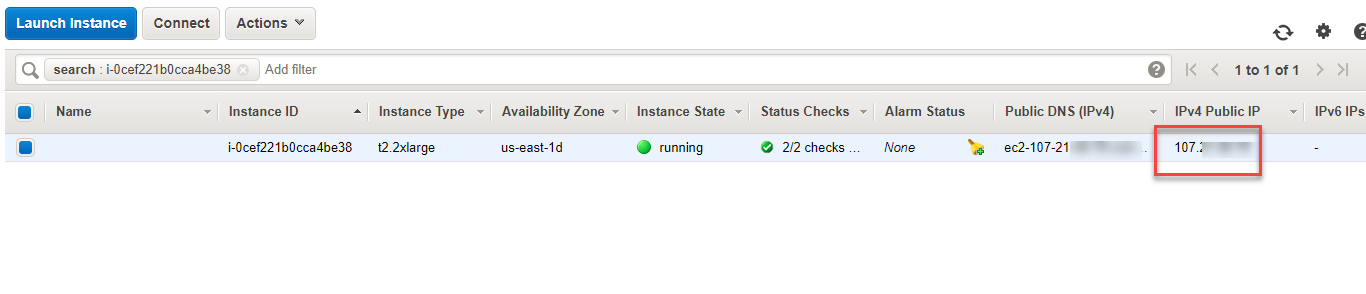 Launch Instance Connect Actions
search : i-0cef221b0cca4be38 Add filter 1 to 1 of 1
Name Instance ID Instance Type Availability Zone Instance State Status Checks Alarm Status Public DNS (IPv4) IPv4 Public IP IPv6 IPs
i-0cef221b0cca4be38 t2.2xlarge us-east-1d running 2/2 checks ... None ec2-107-21 107.2 -